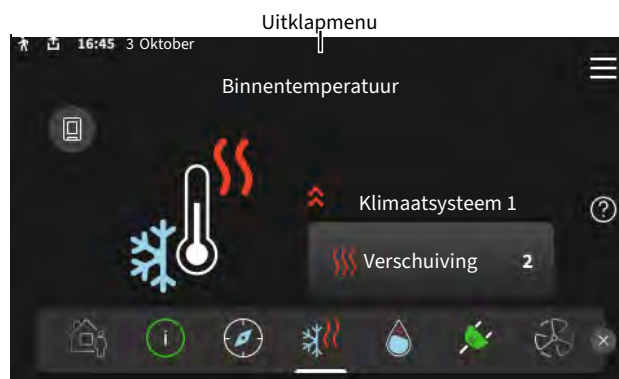 Uitklapmenu
16:45 3 Oktober
Binnentemperatuur
Klimaatsysteem 1
Verschuiving 2